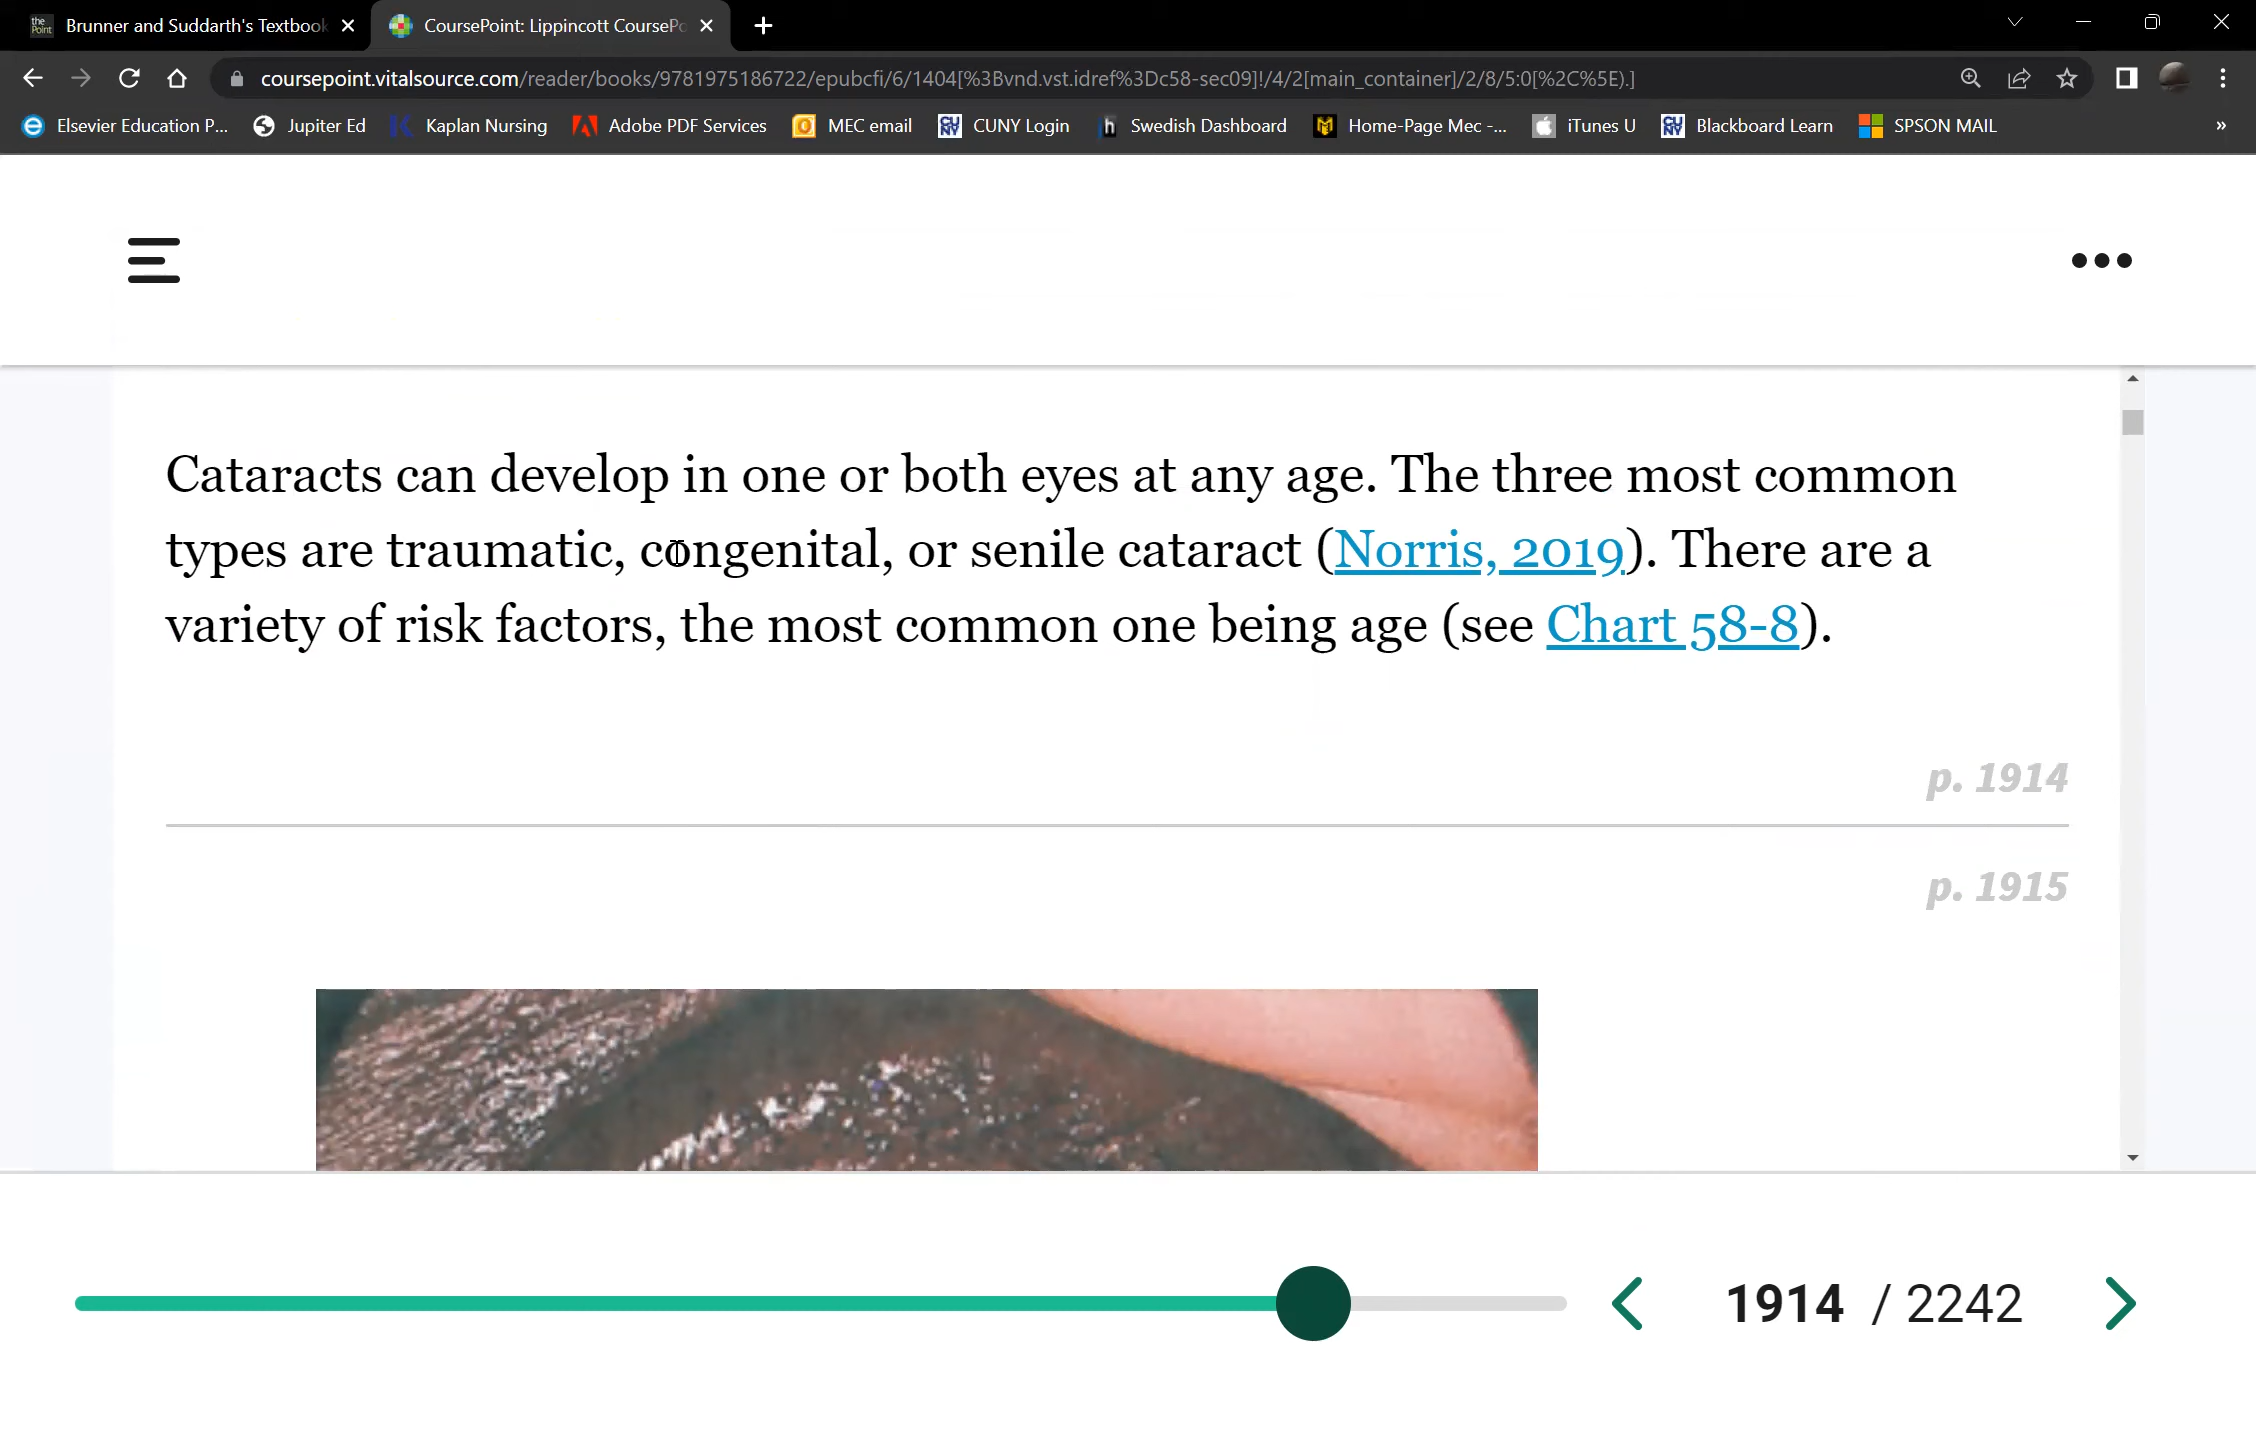 the Point
Brunner and Suddarth's Textbook
CoursePoint: Lippincott CoursePo
coursepoint.vitalsource.com/reader/books/9781975186722/epubcfi/6/1404[%3Bvnd.vst.idref%3Dc58-sec09]!/4/2[main_container]/2/8/5:0[%2C%5E).]
Elsevier Education P...
Jupiter Ed
Kaplan Nursing
Adobe PDF Services
MEC email
CUNY Login
Swedish Dashboard
Home-Page Mec -...
iTunes U
Blackboard Learn
SPSON MAIL
Cataracts can develop in one or both eyes at any age. The three most common
types are traumatic, congenital, or senile cataract (Norris, 2019). There are a
variety of risk factors, the most common one being age (see Chart 58-8).
p. 1914
p. 1915
1914 / 2242